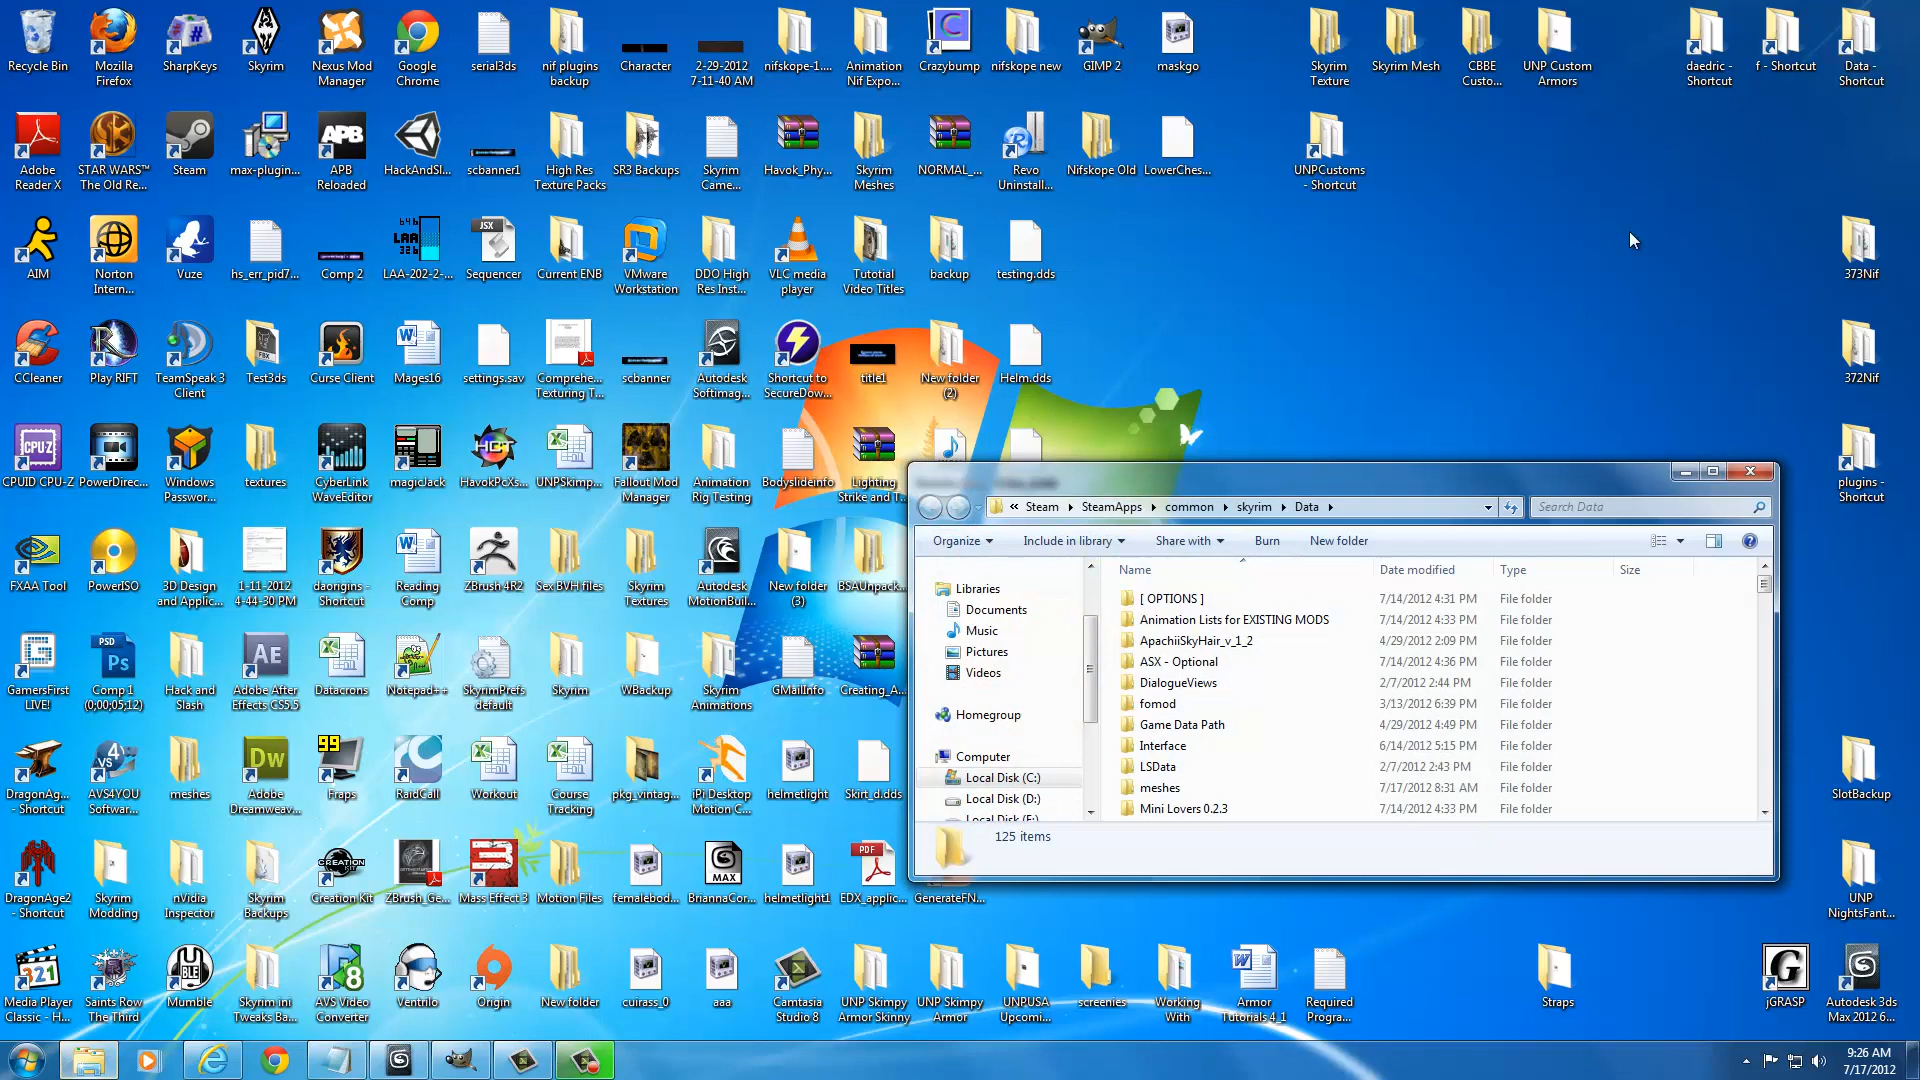 Recycle Bin
Mozilla
Firefox
SharpKeys
Skyrim
Nexus Mod
Manager
Google
Chrome
serial3ds
nif plugins
backup
Character
2-29-2012
7-11-40 AM
nifskope-1....
Animation
Nif Expo...
Crazybump
nifskope new
GIMP 2
maskgo
Skyrim
Texture
Skyrim Mesh
CBBE
Custo...
UNP Custom
Armors
daedric -
Shortcut
f - Shortcut
Data -
Shortcut
Adobe
Reader X
STAR WARS™
The Old Re...
Steam
max-plugin...
APB
APB
Reloaded
HackAndSl...
scbanner1
High Res
Texture Packs
SR3 Backups
Skyrim
Came...
Havok_Phy...
Skyrim
Meshes
NORMAL_...
Revo
Uninstall...
Nifskope Old
LowerChes...
UNPCustoms
- Shortcut
AIM
Norton
Intern...
Vuze
hs_err_pid7...
Comp 2
LAA-202-2-...
JSX
Sequencer
Current ENB
VMware
Workstation
DDO High
Res Inst...
VLC media
player
Tutotial
Video Titles
backup
testing.dds
373Nif
CCleaner
Play RIFT
TeamSpeak 3
Client
Test3ds
Curse Client
Mages16
settings.sav
Comprehe...
Texturing T...
scbanner
Autodesk
Softimag...
Shortcut to
SecureDow...
title1
New folder
(2)
Helm.dds
372Nif
CPU-Z
CPUID CPU-Z
PowerDirec...
Windows
Passwor...
textures
CyberLink
WaveEditor
magicJack
HavokPcXs...
UNPSkimp...
Fallout Mod
Manager
Animation
Rig Testing
Bodyslideinfo
Lighting
Strike and T...
plugins -
Shortcut
« Steam
SteamApps
common
skyrim
Data
Search Data
Organize
Include in library
Share with
Burn
New folder
Name
Date modified
Type
Size
Libraries
Documents
Music
Pictures
Videos
Homegroup
Computer
Local Disk (C:)
Local Disk (D:)
Local Disk (E:)
[ OPTIONS ] 7/14/2012 4:31 PM File folder
Animation Lists for EXISTING MODS 7/14/2012 4:33 PM File folder
ApachiiSkyHair_v_1_2 4/29/2012 2:09 PM File folder
ASX - Optional 7/14/2012 4:36 PM File folder
DialogueViews 2/7/2012 2:44 PM File folder
fomod 3/13/2012 6:39 PM File folder
Game Data Path 4/29/2012 4:49 PM File folder
Interface 6/14/2012 5:15 PM File folder
LSData 2/7/2012 2:43 PM File folder
meshes 7/17/2012 8:31 AM File folder
Mini Lovers 0.2.3 7/14/2012 4:33 PM File folder
125 items
FXAA Tool
PowerISO
3D Design
and Applic...
1-11-2012
4-44-30 PM
daorigins -
Shortcut
Reading
Comp
ZBrush 4R2
Sex BVH files
Skyrim
Textures
Autodesk
MotionBuil...
New folder
(3)
BSAUnpack...
GamersFirst
LIVE!
PSD
Ps
Comp 1
(0;00;05;12)
Hack and
Slash
AE
Adobe After
Effects CS5.5
Datacrons
Notepad++
SkyrimPrefs
default
Skyrim
WBackup
Skyrim
Animations
GMailInfo
Creating_A...
DragonAg...
- Shortcut
AVS4YOU
Softwar...
meshes
Dw
Adobe
Dreamweav...
99
Fraps
RaidCall
Workout
Course
Tracking
pkg_vintag...
iPi Desktop
Motion C...
helmetlight
Skirt_d.dds
SlotBackup
DragonAge2
- Shortcut
Skyrim
Modding
nVidia
Inspector
Skyrim
Backups
CREATION
Creation Kit
ZBrush_Ge...
3
Mass Effect 3
Motion Files
femalebod...
MAX
BriannaCor...
helmetlight1
PDF
EDX_applic...
GenerateFN...
UNP
NightsFant...
321
Media Player
Classic - H...
Saints Row
The Third
Mumble
Skyrim ini
Tweaks Ba...
8
AVS Video
Converter
Ventrilo
Origin
New folder
cuirass_0
aaa
Camtasia
Studio 8
UNP Skimpy
Armor Skinny
UNP Skimpy
Armor
UNPUSA
Upcomi...
screenies
Working
With
Armor
Tutorials 4_1
Required
Progra...
Straps
G
jGRASP
Autodesk 3ds
Max 2012 6...
9:26 AM
7/17/2012